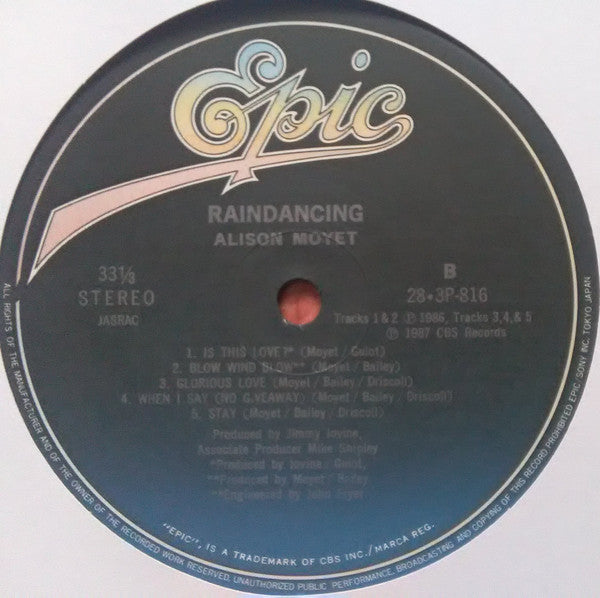 Epic
RAINDANCING
ALISON MOYET
33⅓
STEREO
JASRAC
B
28・3P-816
Tracks 1 & 2 Ⓟ 1986, Tracks 3,4, & 5
Ⓟ 1987 CBS Records
1. IS THIS LOVE?* (Moyet / Guiot)
2. BLOW WIND BLOW** (Moyet / Bailey)
3. GLORIOUS LOVE (Moyet / Bailey / Driscoll)
4. WHEN I SAY (NO GIVEAWAY) (Moyet / Bailey / Driscoll)
5. STAY (Moyet / Bailey / Driscoll)
Produced by Jimmy Iovine,
Associate Producer Mike Shipley
*Produced by Iovine / Guiot,
**Produced by Moyet / Bailey
**Engineered by John Fryer
"EPIC", IS A TRADEMARK OF CBS INC./MARCA REG.
ALL RIGHTS OF THE MANUFACTURER AND OF THE OWNER OF THE RECORDED WORK RESERVED, UNAUTHORIZED PUBLIC PERFORMANCE, BROADCASTING AND COPYING OF THIS RECORD PROHIBITED EPIC/SONY INC. TOKYO JAPAN